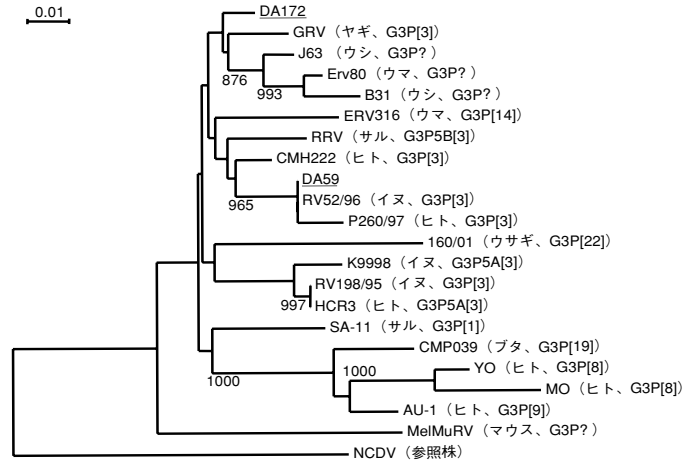 0.01
DA172
GRV（ヤギ、G3P[3]）
J63 （ウシ、G3P? ）
876
Erv80（ウマ、G3P? ）
993
B31（ウシ、G3P? ）
ERV316（ウマ、G3P[14]）
RRV（サル、G3P5B[3]）
CMH222（ヒト、G3P[3]）
DA59
965
RV52/96（イヌ、G3P[3]）
P260/97（ヒト、G3P[3]）
160/01（ウサギ、G3P[22]）
K9998（イヌ、G3P5A[3]）
RV198/95（イヌ、G3P[3]）
997
HCR3（ヒト、G3P5A[3]）
SA-11（サル、G3P[1]）
CMP039（ブタ、G3P[19]）
1000
1000
YO（ヒト、G3P[8]）
MO（ヒト、G3P[8]）
AU-1（ヒト、G3P[9]）
MelMuRV（マウス、G3P? ）
NCDV（参照株）